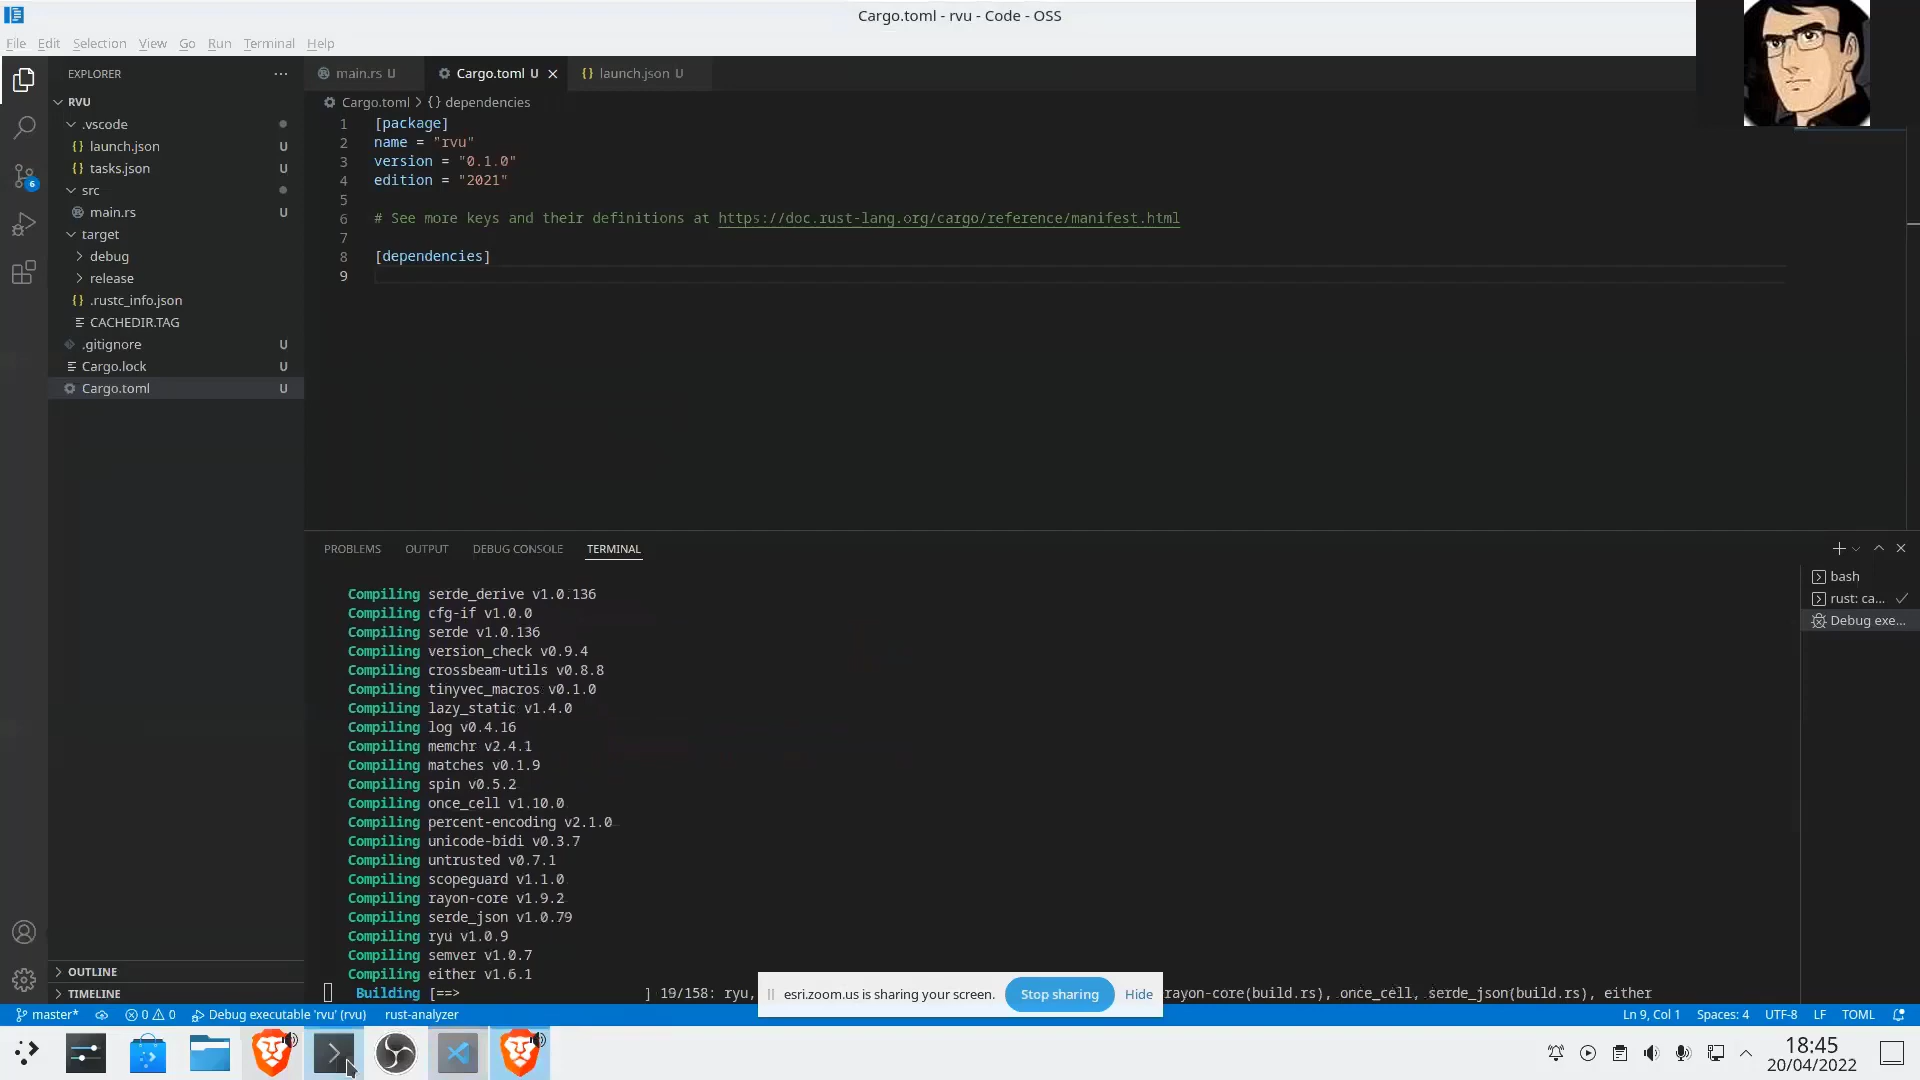 Cargo.toml - rvu - Code - OSS
File Edit Selection View Go Run Terminal Help
EXPLORER
RVU
.vscode
launch.json U
tasks.json U
src
main.rs U
target
debug
release
.rustc_info.json
CACHEDIR.TAG
.gitignore U
Cargo.lock U
Cargo.toml U
OUTLINE
TIMELINE
main.rs U Cargo.toml U launch.json U
Cargo.toml > {} dependencies
1 [package]
2 name = "rvu"
3 version = "0.1.0"
4 edition = "2021"
5
6 # See more keys and their definitions at https://doc.rust-lang.org/cargo/reference/manifest.html
7
8 [dependencies]
9
PROBLEMS OUTPUT DEBUG CONSOLE TERMINAL
Compiling serde_derive v1.0.136
Compiling cfg-if v1.0.0
Compiling serde v1.0.136
Compiling version_check v0.9.4
Compiling crossbeam-utils v0.8.8
Compiling tinyvec_macros v0.1.0
Compiling lazy_static v1.4.0
Compiling log v0.4.16
Compiling memchr v2.4.1
Compiling matches v0.1.9
Compiling spin v0.5.2
Compiling once_cell v1.10.0
Compiling percent-encoding v2.1.0
Compiling unicode-bidi v0.3.7
Compiling untrusted v0.7.1
Compiling scopeguard v1.1.0
Compiling rayon-core v1.9.2
Compiling serde_json v1.0.79
Compiling ryu v1.0.9
Compiling semver v1.0.7
Compiling either v1.6.1
Building [==> ] 19/158: ryu, rayon-core(build.rs), once_cell, serde_json(build.rs), either
bash
rust: ca...
Debug exe...
esri.zoom.us is sharing your screen. Stop sharing Hide
master* 0 0 Debug executable 'rvu' (rvu) rust-analyzer Ln 9, Col 1 Spaces: 4 UTF-8 LF TOML
6
18:45
20/04/2022